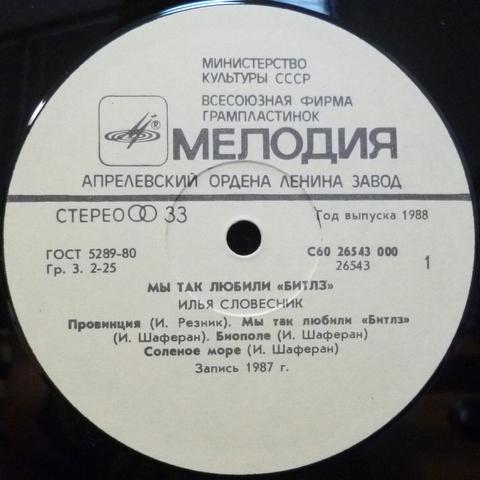 МИНИСТЕРСТВО
КУЛЬТУРЫ СССР
ВСЕСОЮЗНАЯ ФИРМА
ГРАМПЛАСТИНОК
®
МЕЛОДИЯ
АПРЕЛЕВСКИЙ ОРДЕНА ЛЕНИНА ЗАВОД
СТЕРЕО 33
Год выпуска 1988
ГОСТ 5289-80
С60 26543 000
Гр. 3. 2-25
26543
1
МЫ ТАК ЛЮБИЛИ «БИТЛЗ»
ИЛЬЯ СЛОВЕСНИК
Провинция (И. Резник). Мы так любили «Битлз»
(И. Шаферан). Биополе (И. Шаферан)
Соленое море (И. Шаферан)
Запись 1987 г.